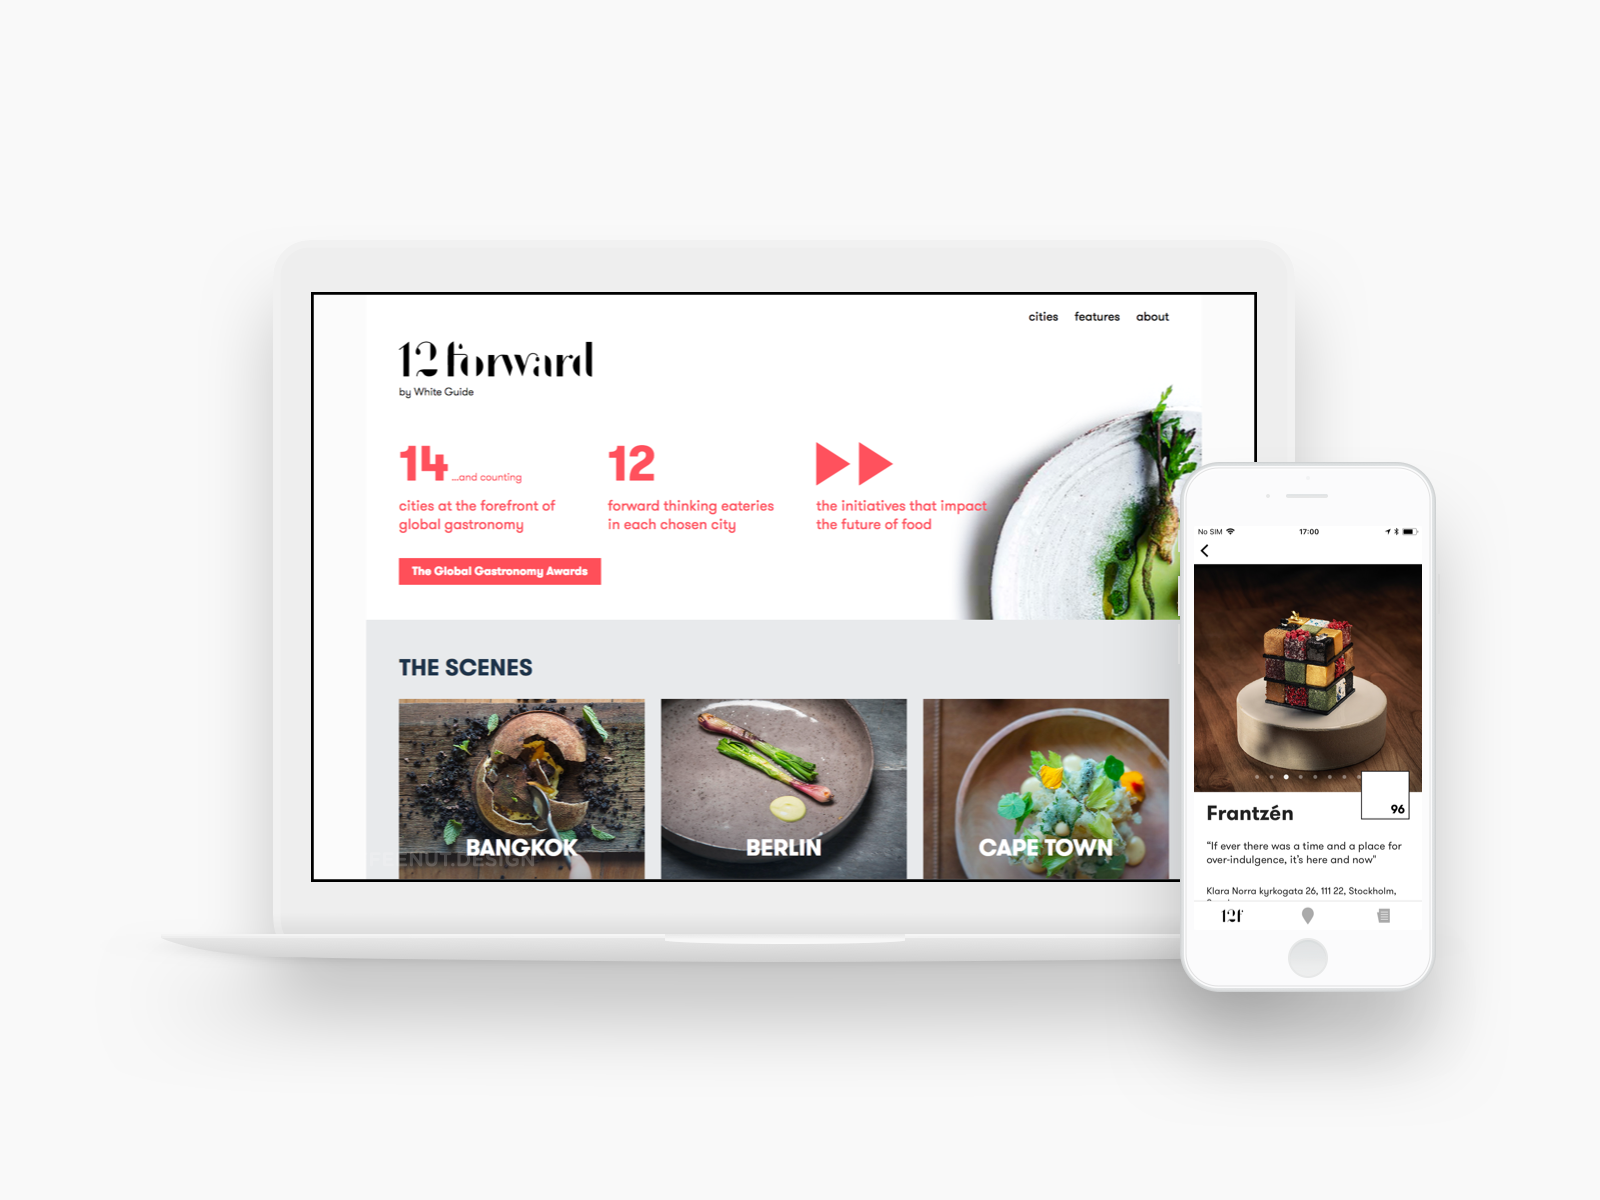 cities features about
12 forward
by White Guide
14 ...and counting
cities at the forefront of
global gastronomy
12
forward thinking eateries
in each chosen city
the initiatives that impact
the future of food
The Global Gastronomy Awards
THE SCENES
BANGKOK
BERLIN
CAPE TOWN
FEENUT.DESIGN
No SIM 17:00
Frantzén
96
"If ever there was a time and a place for
over-indulgence, it's here and now"
Klara Norra kyrkogata 26, 111 22, Stockholm,
12f